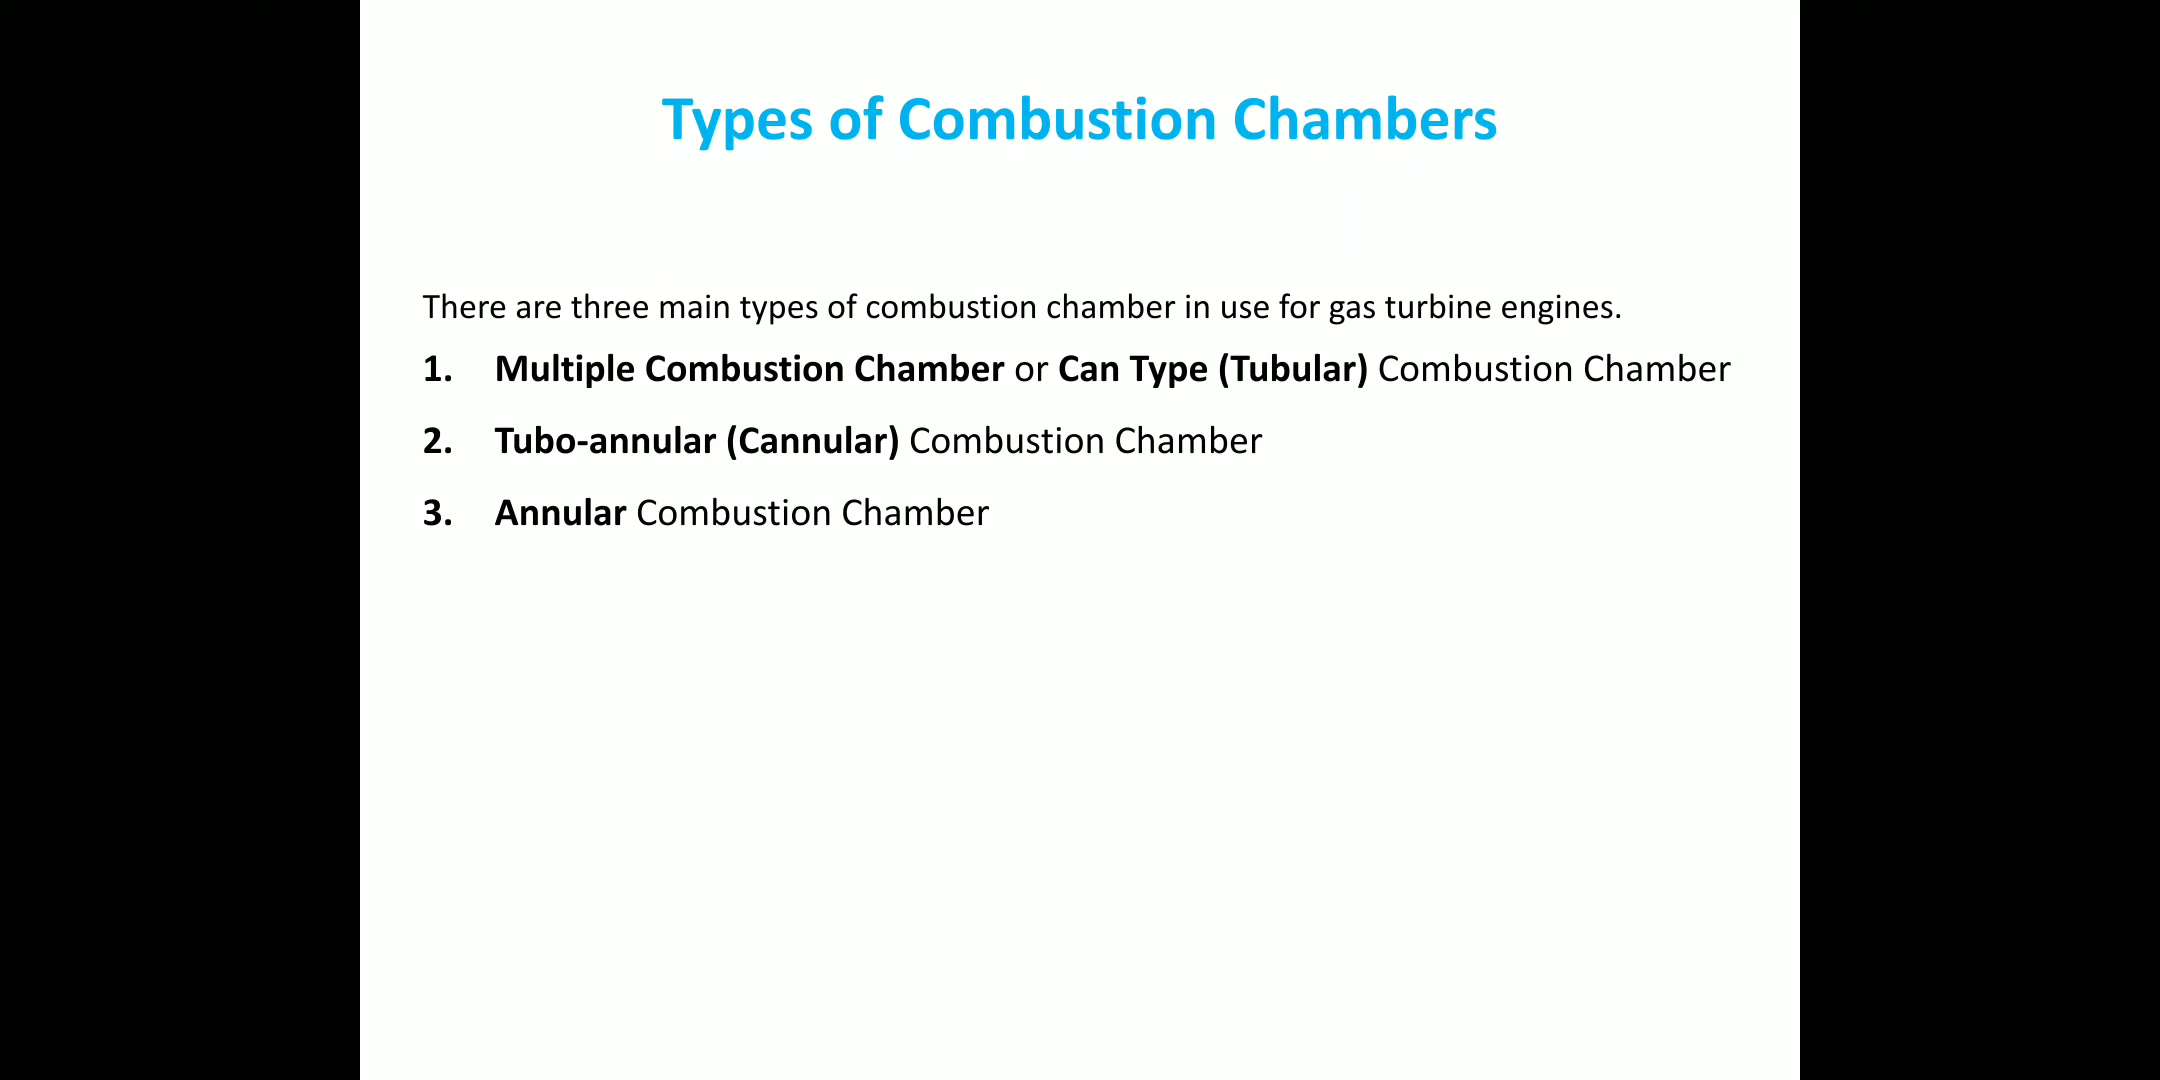 Types of Combustion Chambers
There are three main types of combustion chamber in use for gas turbine engines.
1. Multiple Combustion Chamber or Can Type (Tubular) Combustion Chamber
2. Tubo-annular (Cannular) Combustion Chamber
3. Annular Combustion Chamber